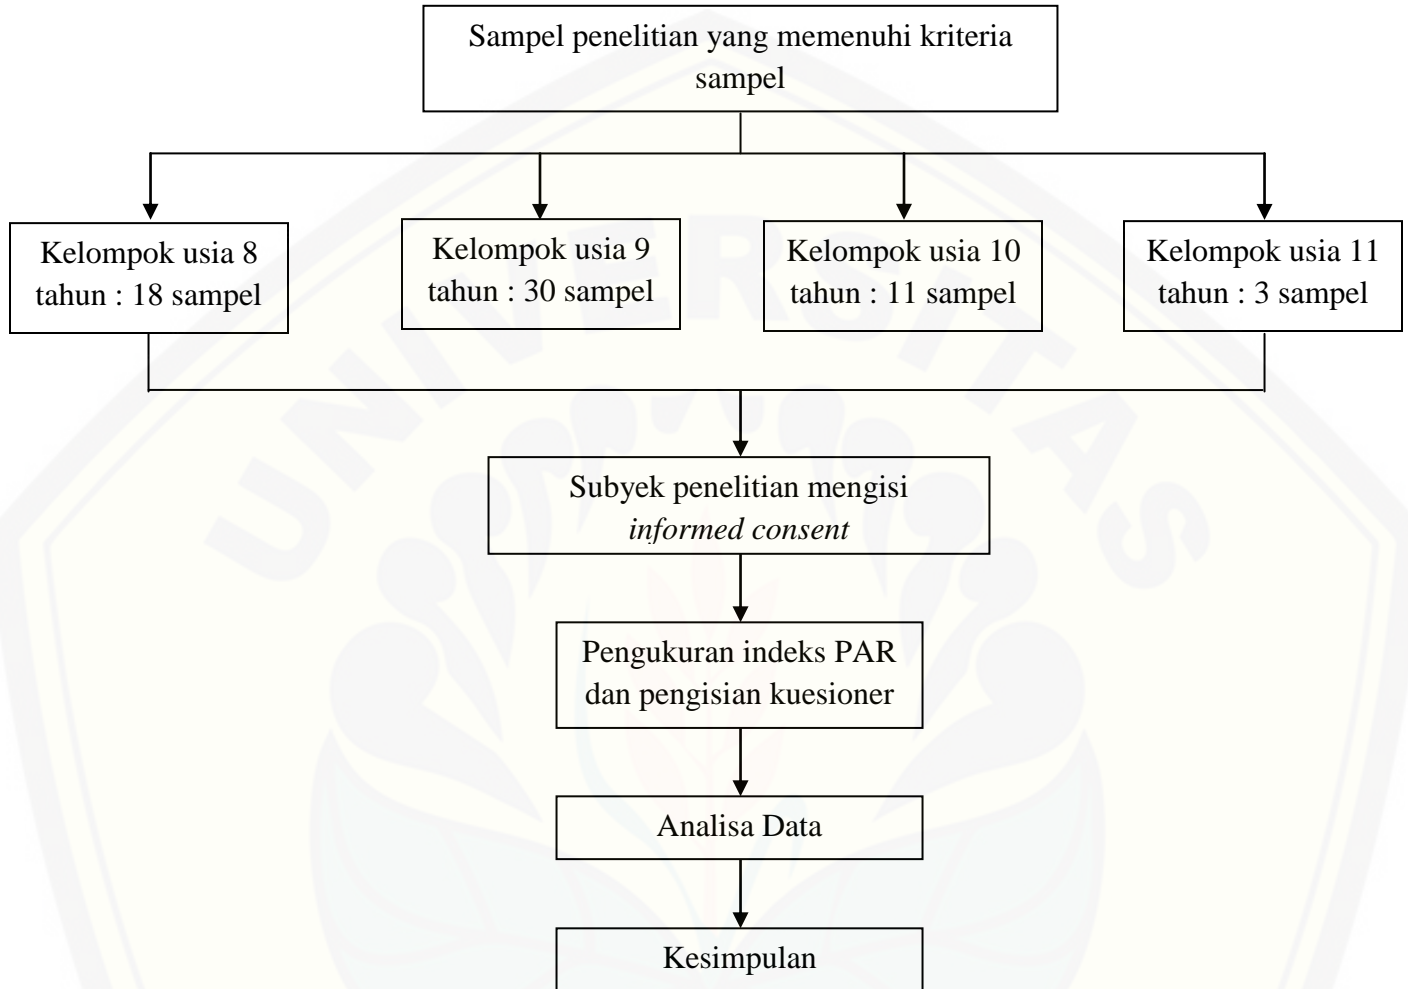 Sampel penelitian yang memenuhi kriteria
sampel
Kelompok usia 8
tahun : 18 sampel
Kelompok usia 9
tahun : 30 sampel
Kelompok usia 10
tahun : 11 sampel
Kelompok usia 11
tahun : 3 sampel
UNIVERSITAS
Subyek penelitian mengisi
informed consent
Pengukuran indeks PAR
dan pengisian kuesioner
Analisa Data
Kesimpulan